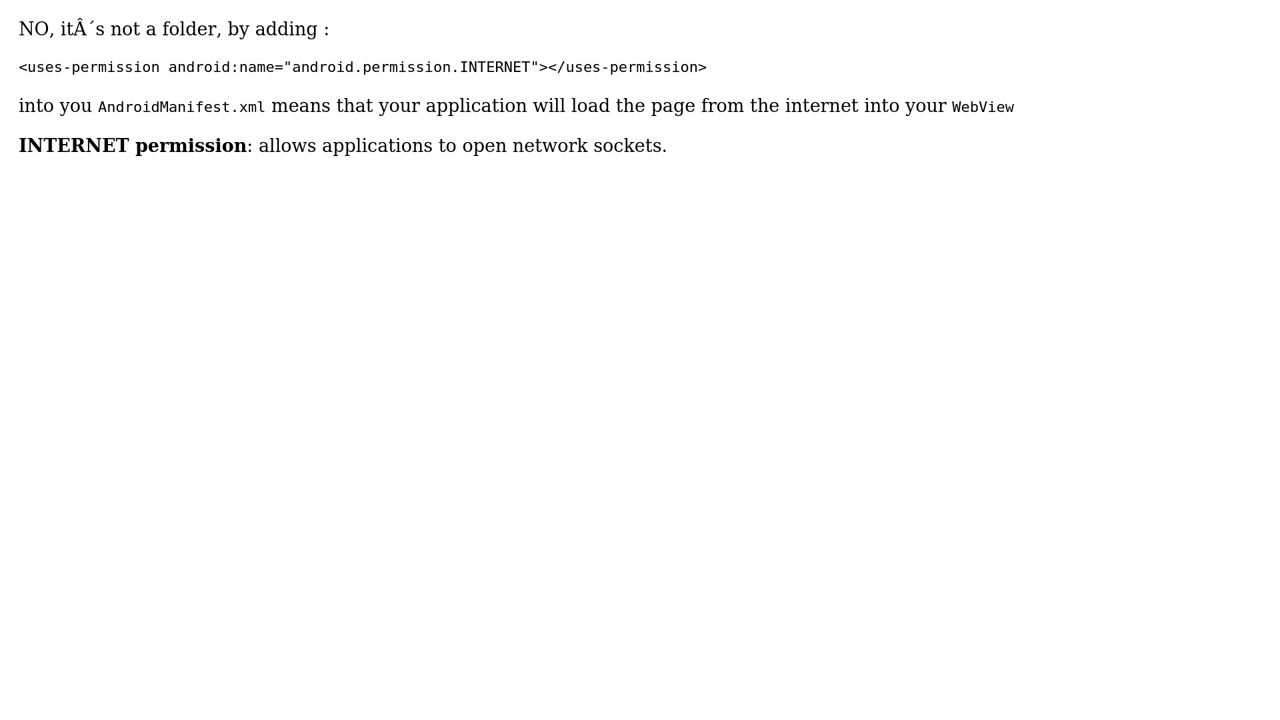 NO, itÂ´s not a folder, by adding :
<uses-permission android:name="android.permission.INTERNET"></uses-permission>
into you AndroidManifest.xml means that your application will load the page from the internet into your WebView
INTERNET permission: allows applications to open network sockets.